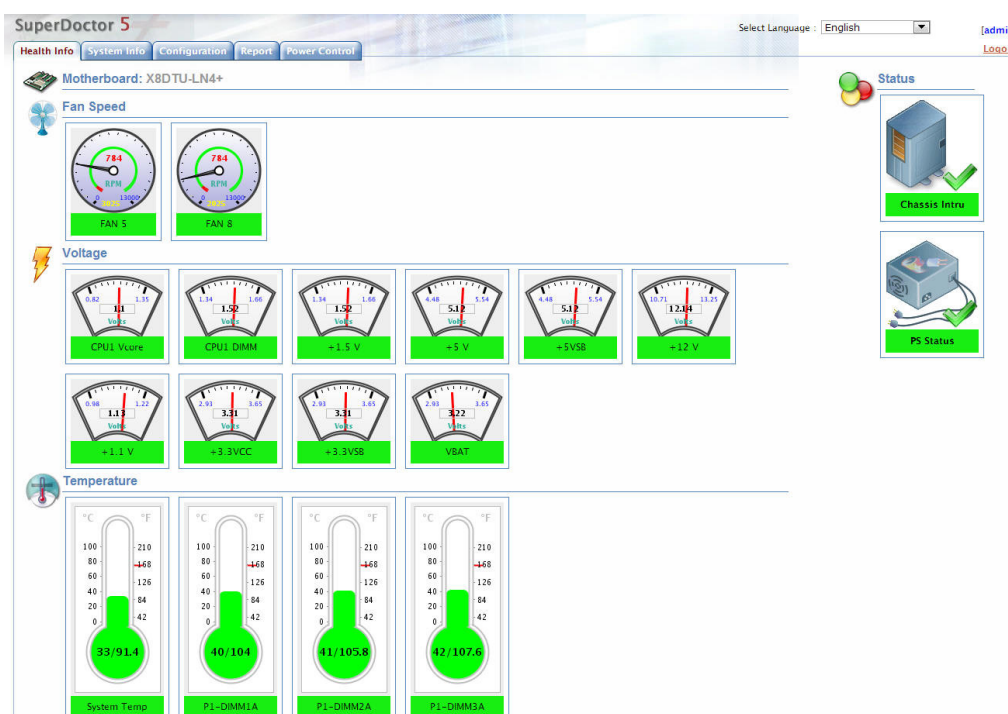 SuperDoctor 5
Select Language : English
[admi
Logo
Health Info System Info Configuration Report Power Control
Motherboard: X8DTU-LN4+
Status
Fan Speed
784 784
RPM RPM
0 13000 0 13000
2025 2025
FAN 5 FAN 8
Chassis Intru
Voltage
0.82 1.35 1.34 1.66 1.34 1.66 4.48 5.54 4.48 5.54 10.71 13.25
1.1 1.52 1.52 5.12 5.12 12.14
Volts Volts Volts Volts Volts Volts
CPU1 Vcore CPU1 DIMM +1.5 V +5 V +5VSB +12 V
PS Status
0.98 1.22 2.93 3.65 2.93 3.65 2.93 3.65
1.13 3.31 3.31 3.22
Volts Volts Volts Volts
+1.1 V +3.3VCC +3.3VSB VBAT
Temperature
°C °F °C °F °C °F °C °F
100 210 100 210 100 210 100 210
80 168 80 168 80 168 80 168
60 126 60 126 60 126 60 126
40 84 40 84 40 84 40 84
20 42 20 42 20 42 20 42
0 0 0 0
33/91.4 40/104 41/105.8 42/107.6
System Temp P1-DIMM1A P1-DIMM2A P1-DIMM3A